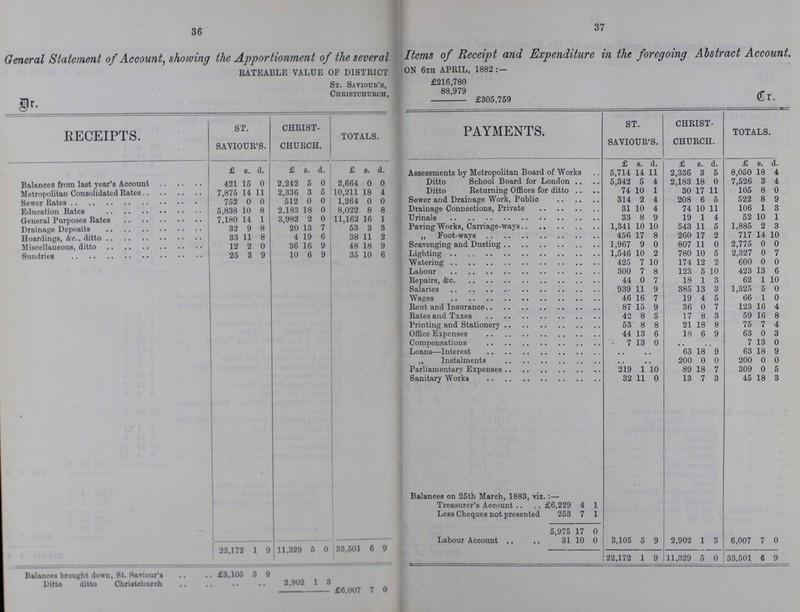 36
General Statement of Account, showing the Apportionment of the several
RATEABLE VALUE OF DISTRICT
ST. SAVIOUR'S,
CHRISTCHURCH,
Dr.
RECEIPTS. ST. SAVIOUR'S. CHRIST-CHURCH. TOTALS.
£ s. d. £ s. d. £ s. d.
Balances from last year's Account 421 15 0 2,242 5 0 2,664 0 0
Metropolitan Consolidated Rates 7,875 14 11 2,336 3 5 10,211 18 4
Sewer Rates 752 0 0 512 0 0 1,264 0 0
Education Rates 5,838 10 8 2,183 18 0 8,022 8 8
General Purposes Rates 7,180 14 1 3,982 2 0 11,162 16 1
Drainage Deposits 32 9 8 20 13 7 53 3 3
Hoardings, &c., ditto 33 11 8 4 19 6 38 11 2
Miscellaneous, ditto 12 2 0 36 16 9 48 18 9
Sundries 25 3 9 10 6 9 35 10 6
22,172 1 9 11,329 5 0 33,501 6 9
Balances brought down, St. Saviour's £3,105 5 9
Ditto ditto Christchurch 2,902 1 3
£6,007 7 0
37
Items of Receipt and Expenditure in the foregoing Abstract Account.
ON 6TH APRIL, 1882:—
£216,780
88,979
£305,759
Cr.
PAYMENTS. ST. SAVIOUR'S. CHRIST-CHURCH. TOTALS.
£ s. d. £ s. d. £ s. d.
Assessments by Metropolitan Board of Works 5,714 14 11 2,336 3 5 8,050 18 4
Ditto School Board for London 5,342 5 4 2,183 18 0 7,526 3 4
Ditto Returning Offices for ditto 74 10 1 30 17 11 105 8 0
Sewer and Drainage Work, Public 314 2 4 208 6 5 522 8 9
Drainage Connections, Private 31 10 4 74 10 11 106 1 3
Urinals 33 8 9 19 1 4 52 10 1
Paving Works, Carriage-ways 1,341 10 10 543 11 5 1,885 2 3
„ Foot-ways 456 17 8 260 17 2 717 14 10
Scavenging and Dusting 1,967 9 0 807 11 0 2,775 0 0
Lighting 1,546 10 2 780 10 5 2,327 0 7
Watering 425 7 10 174 12 2 600 0 0
Labour 300 7 8 123 5 10 423 13 6
Repairs, &c. 44 0 7 18 1 3 62 1 10
Salaries 939 11 9 385 13 3 1,325 5 0
Wages 46 16 7 19 4 5 66 1 0
Rent and Insurance 87 15 9 36 0 7 123 16 4
Rates and Taxes 42 8 5 17 8 3 59 16 8
Printing and Stationery 53 8 8 21 18 8 75 7 4
Office Expenses 44 13 6 18 6 9 63 0 3
Compensations 7 13 0 .. .. 7 13 0
Loans—Interest .. .. 63 18 9 63 18 9
„ Instalments .. .. 200 0 0 200 0 0
Parliamentary Expenses 219 1 10 89 18 7 309 0 5
Sanitary Works 32 11 0 13 7 3 45 18 3
Balances on 25th March, 1883, viz.:—
Treasurer's Account £6,229 4 1
Less Cheques not presented 253 7 1
5,975 17 0
Labour Account 31 10 0 3,105 5 9 2,902 1 3 6,007 7 0
22,172 1 9 11,329 5 0 33,501 6 9